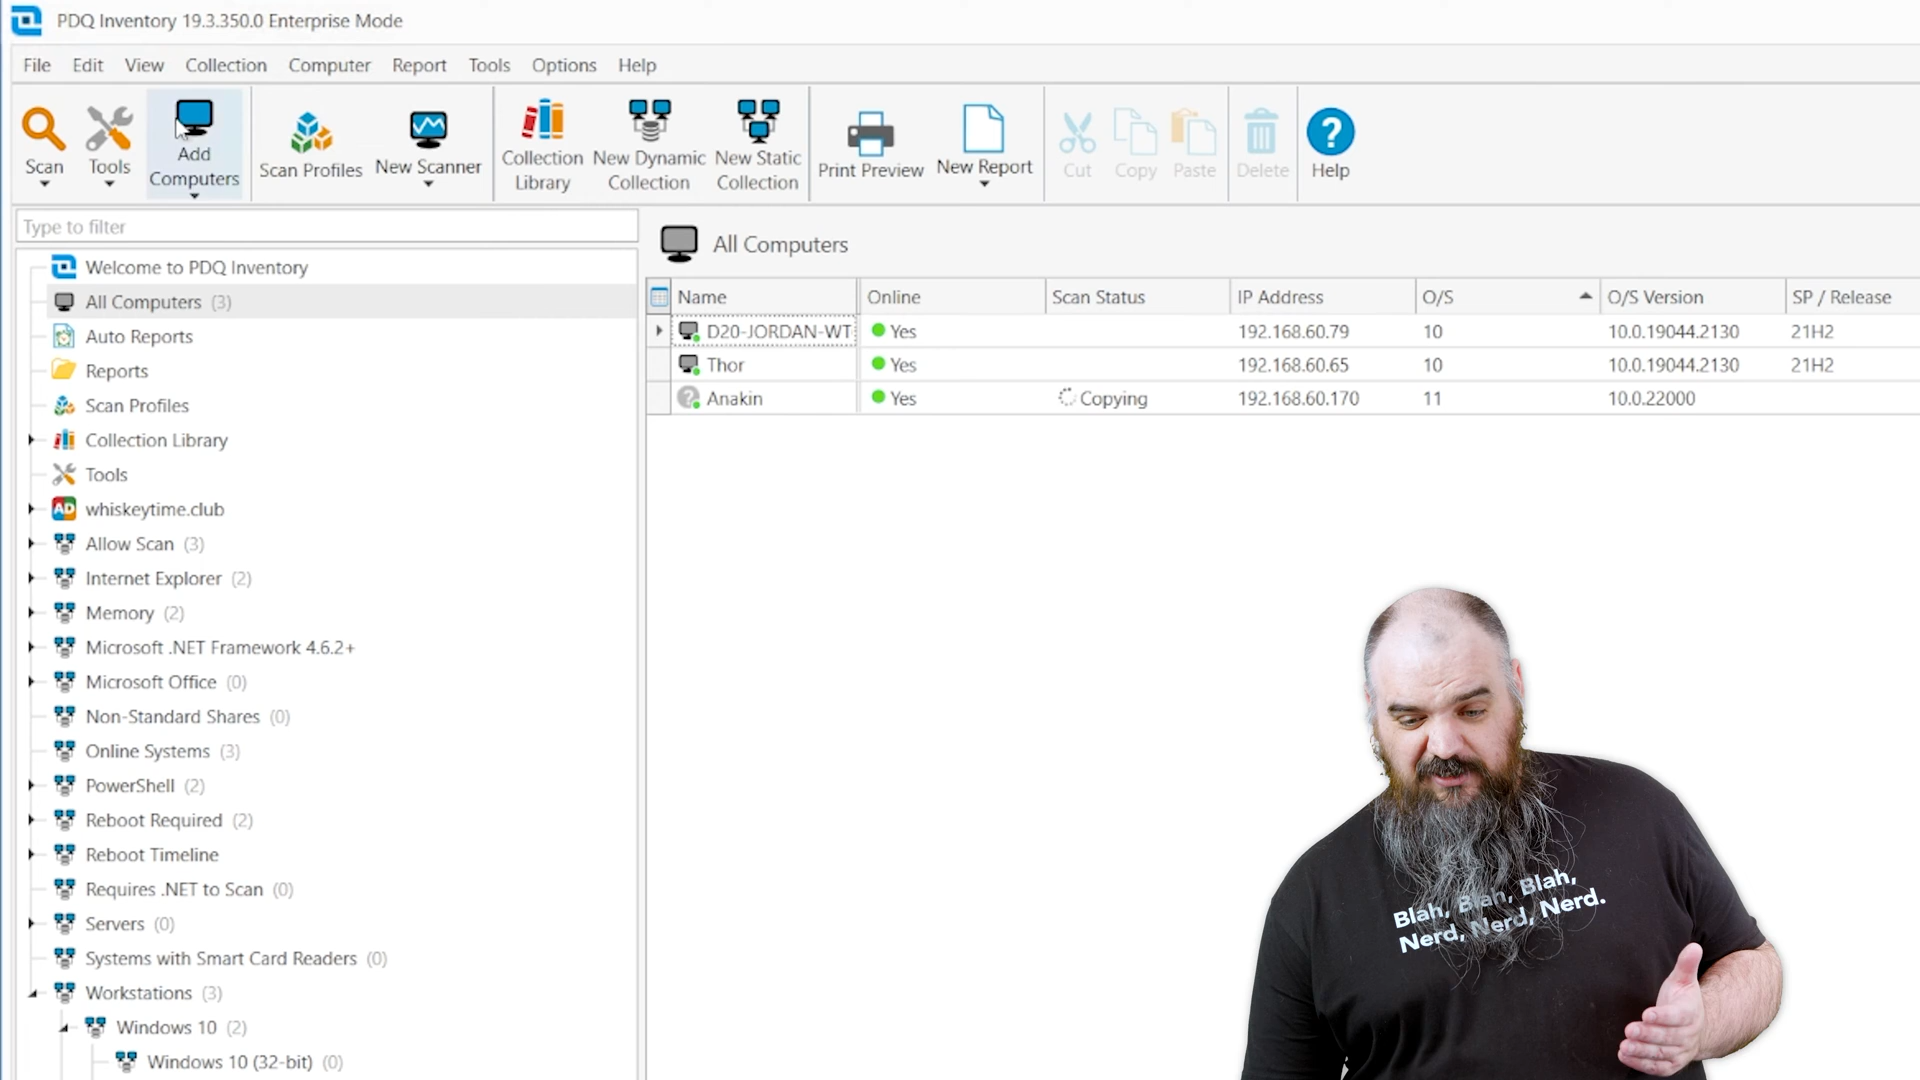 PDQ Inventory 19.3.350.0 Enterprise Mode
File Edit View Collection Computer Report Tools Options Help
Scan
Tools
Add
Computers
Scan Profiles
New Scanner
Collection
Library
New Dynamic
Collection
New Static
Collection
Print Preview
New Report
Cut
Copy
Paste
Delete
?
Help
Type to filter
Welcome to PDQ Inventory
All Computers (3)
Auto Reports
Reports
Scan Profiles
Collection Library
Tools
AD whiskeytime.club
Allow Scan (3)
Internet Explorer (2)
Memory (2)
Microsoft .NET Framework 4.6.2+
Microsoft Office (0)
Non-Standard Shares (0)
Online Systems (3)
PowerShell (2)
Reboot Required (2)
Reboot Timeline
Requires .NET to Scan (0)
Servers (0)
Systems with Smart Card Readers (0)
Workstations (3)
Windows 10 (2)
Windows 10 (32-bit) (0)
All Computers
Name Online Scan Status IP Address O/S O/S Version SP / Release
D20-JORDAN-WT Yes 192.168.60.79 10 10.0.19044.2130 21H2
Thor Yes 192.168.60.65 10 10.0.19044.2130 21H2
? Anakin Yes Copying 192.168.60.170 11 10.0.22000
Blah, Blah, Blah,
Nerd, Nerd, Nerd.